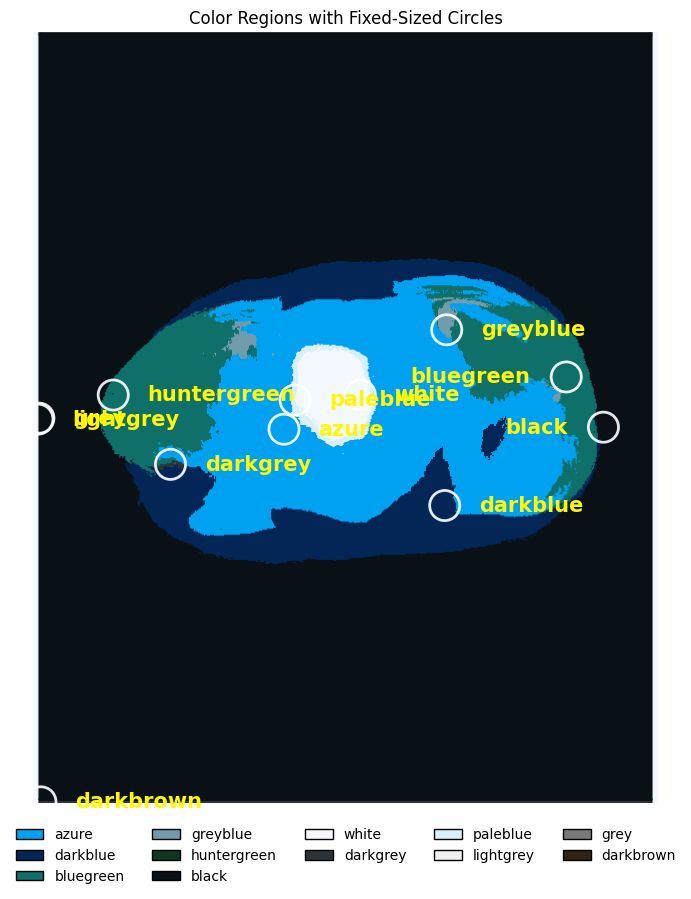 Color Regions with Fixed-Sized Circles
greyblue
bluegreen
huntergreen
white
paleblue
lightgrey
azure
black
darkgrey
darkblue
darkbrown
azure greyblue white paleblue grey
darkblue huntergreen darkgrey lightgrey darkbrown
bluegreen black